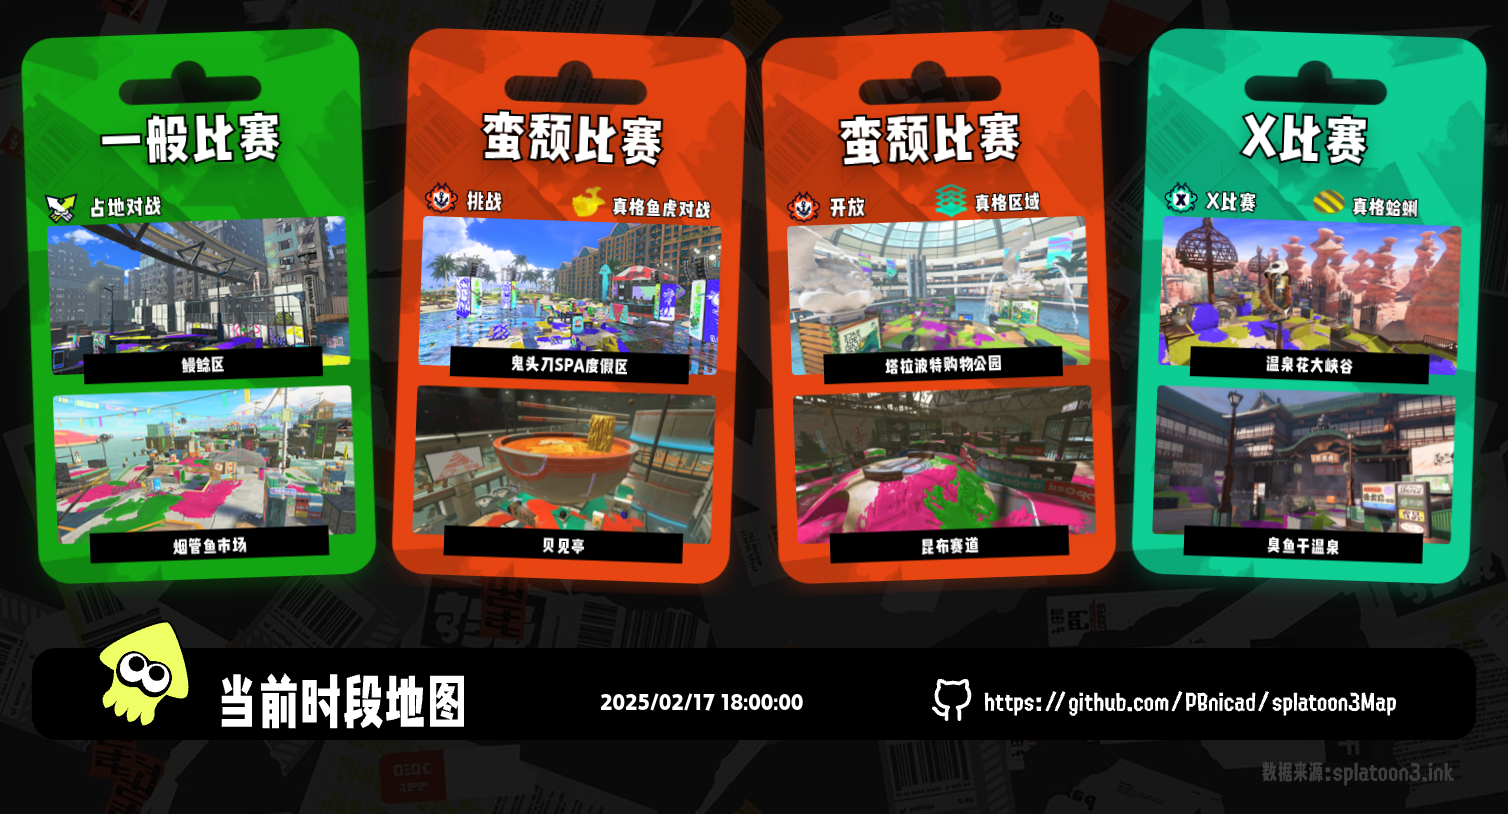 一般比赛
占地对战
鳗鲶区
烟管鱼市场
蛮颓比赛
挑战
真格鱼虎对战
鬼头刀SPA度假区
贝见亭
蛮颓比赛
开放
真格区域
塔拉波特购物公园
昆布赛道
X比赛
X比赛
真格蛤蜊
温泉花大峡谷
臭鱼干温泉
当前时段地图
2025/02/17 18:00:00
https://github.com/PBnicad/splatoon3Map
数据来源:splatoon3.ink